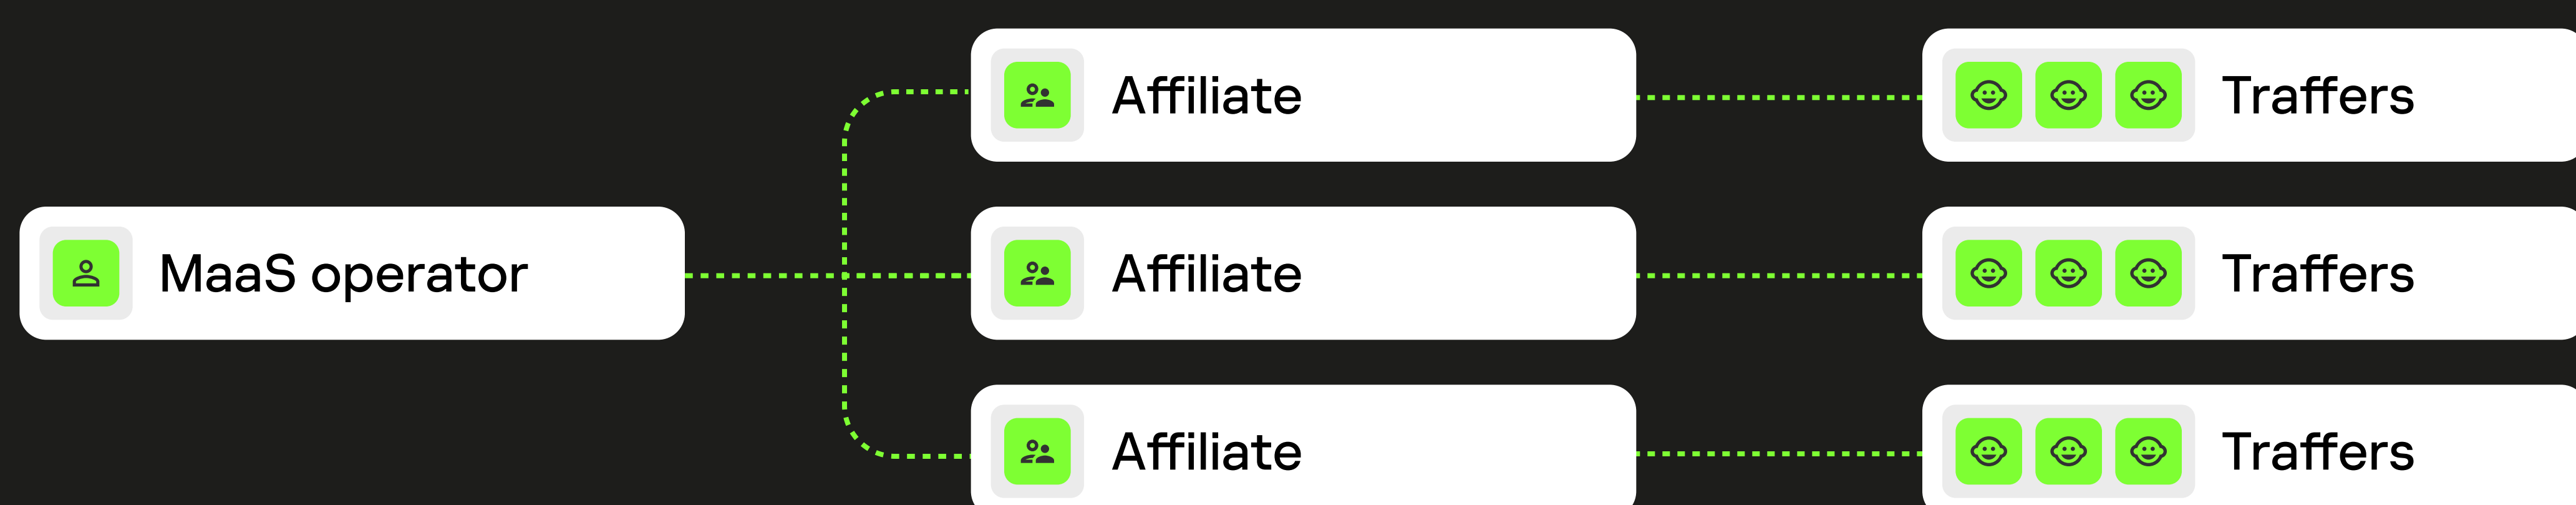 Affiliate
Traffers
MaaS operator
Affiliate
Traffers
Affiliate
Traffers